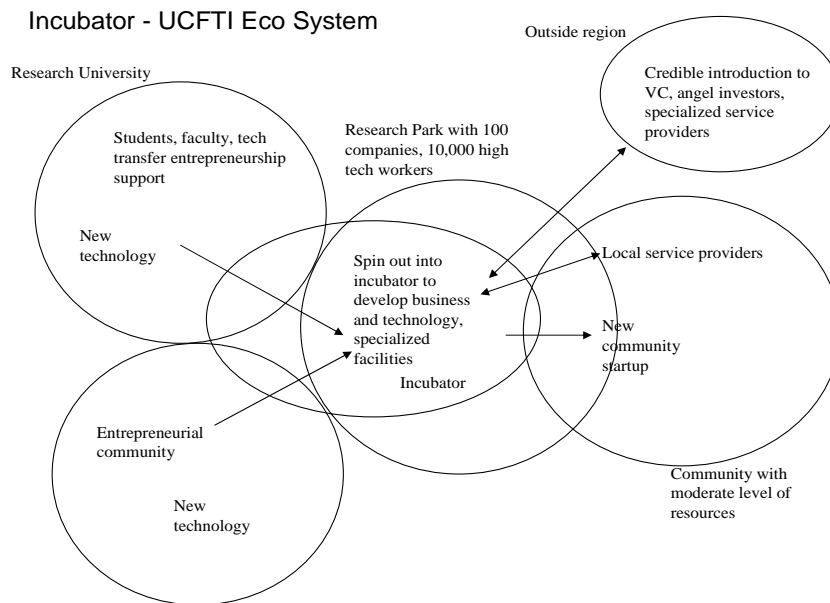 Incubator - UCFTI Eco System
Outside region
Research University
Credible introduction to
VC, angel investors,
specialized service
providers
Students, faculty, tech
transfer entrepreneurship
support
Research Park with 100
companies, 10,000 high
tech workers
New
technology
Spin out into
incubator to
develop business
and technology,
specialized
facilities
Local service providers
New
community
startup
Incubator
Entrepreneurial
community
New
technology
Community with
moderate level of
resources